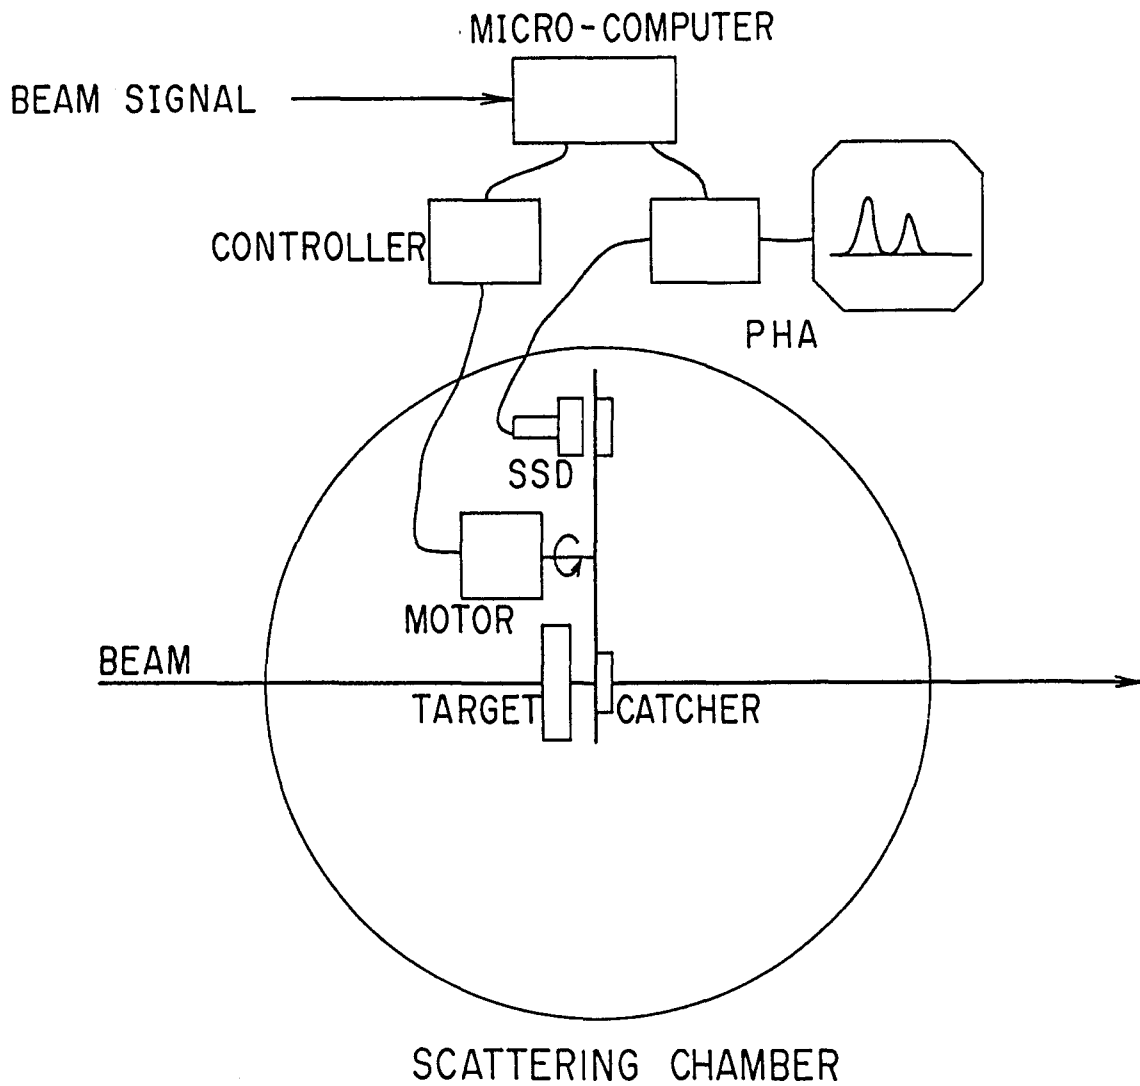 MICRO-COMPUTER
BEAM SIGNAL
CONTROLLER
PHA
SSD
MOTOR
BEAM
TARGET
CATCHER
SCATTERING CHAMBER